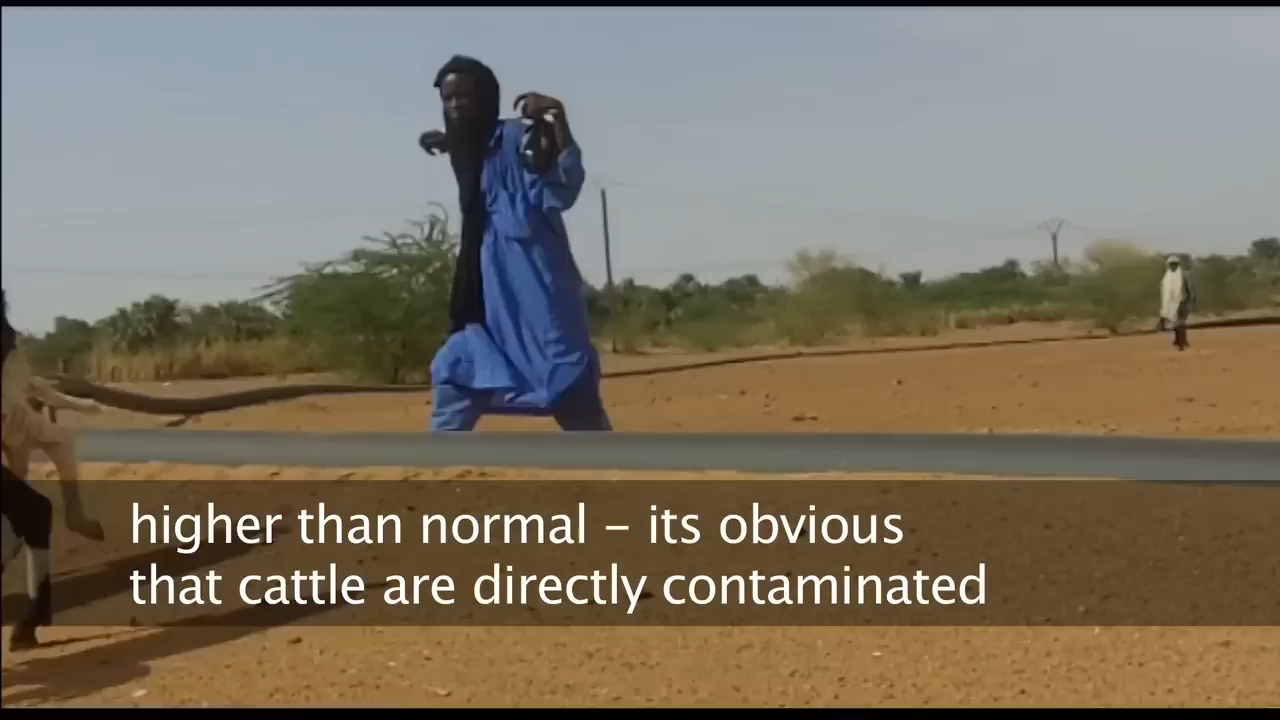 higher than normal – its obvious
that cattle are directly contaminated